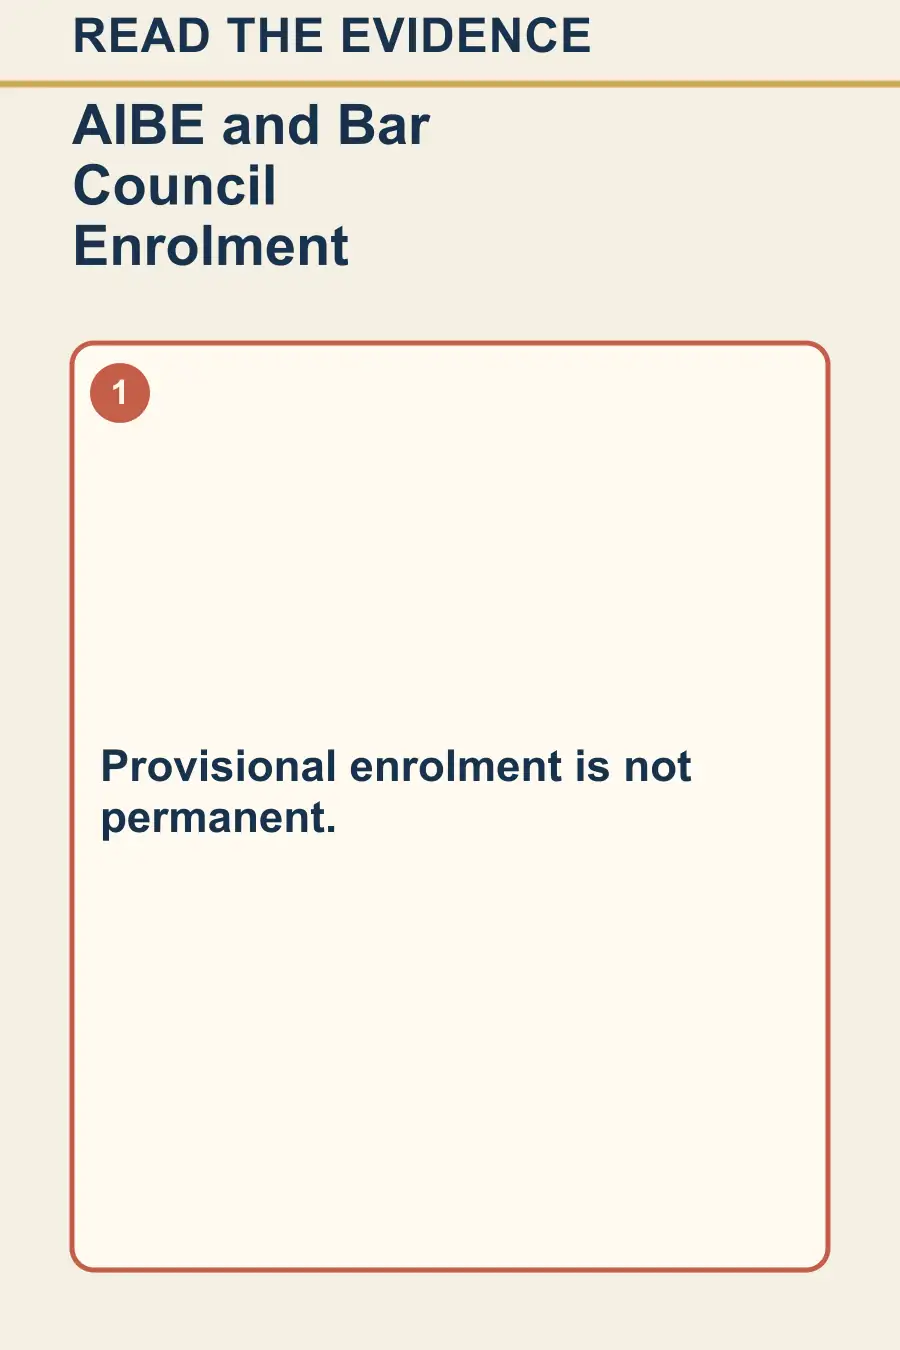 READ THE EVIDENCE
AIBE and Bar
Council
Enrolment
1
Provisional enrolment is not
permanent.